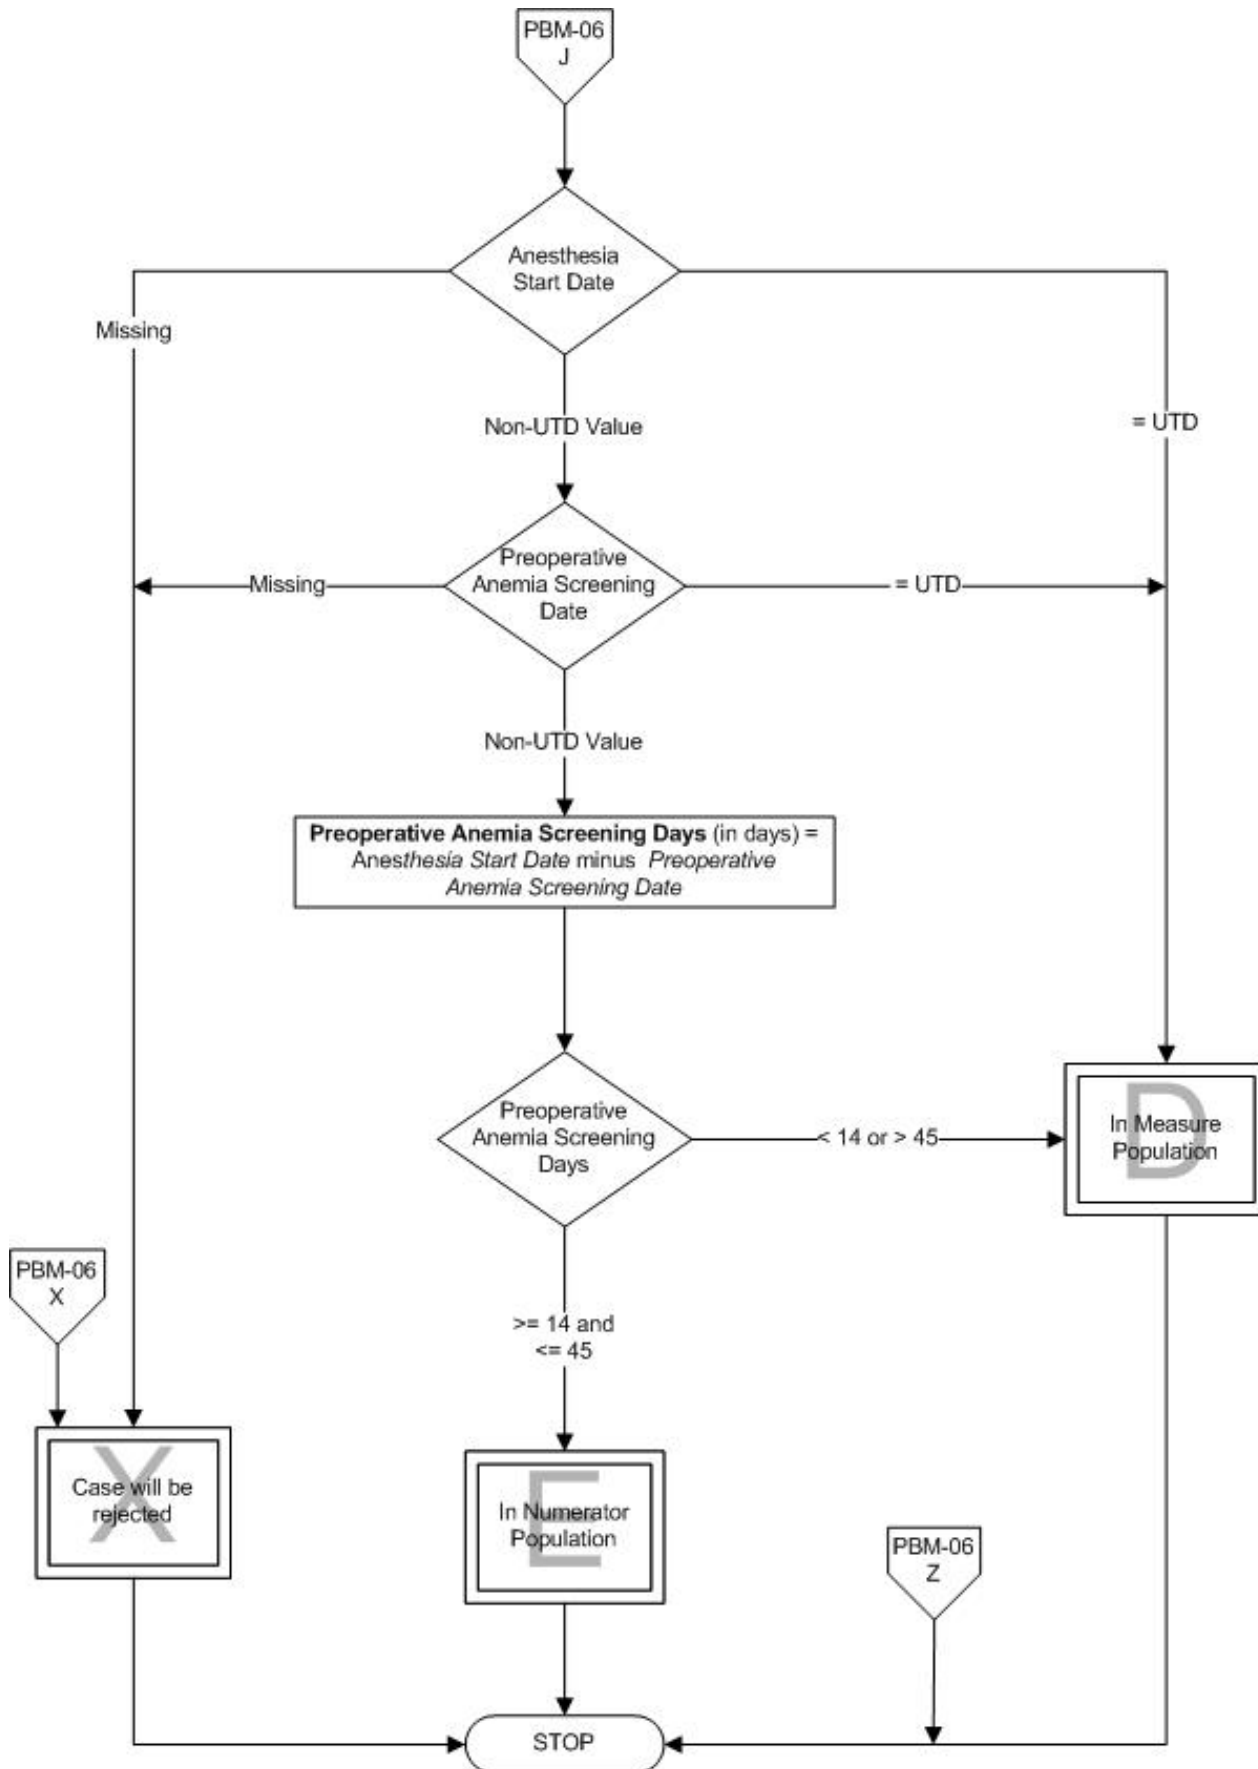 PBM-06
J
Anesthesia
Start Date
Missing
Non-UTD Value
= UTD
Preoperative
Anemia Screening
Date
Missing
= UTD
Non-UTD Value
Preoperative Anemia Screening Days (in days) =
Anesthesia Start Date minus Preoperative
Anemia Screening Date
Preoperative
Anemia Screening
Days
< 14 or > 45
D
In Measure
Population
PBM-06
X
>= 14 and
<= 45
X
Case will be
rejected
E
In Numerator
Population
PBM-06
Z
STOP